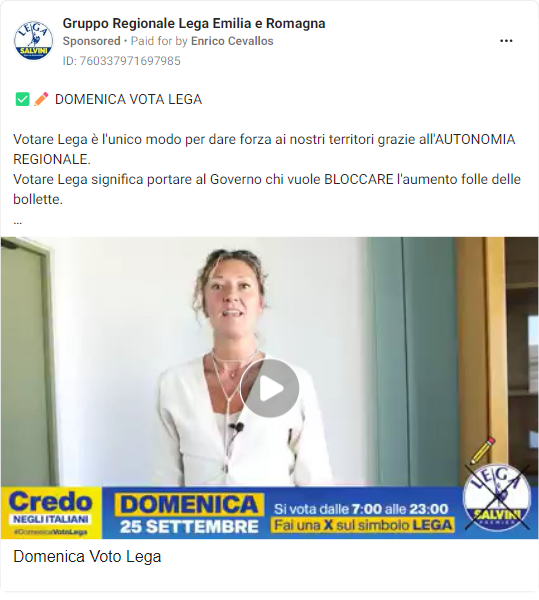 Gruppo Regionale Lega Emilia e Romagna
Sponsored • Paid for by Enrico Cevallos
ID: 760337971697985
✅✏️ DOMENICA VOTA LEGA
Votare Lega è l'unico modo per dare forza ai nostri territori grazie all'AUTONOMIA
REGIONALE.
Votare Lega significa portare al Governo chi vuole BLOCCARE l'aumento folle delle
bollette.
...
Credo
NEGLI ITALIANI
#DomenicaVotoLega
DOMENICA
25 SETTEMBRE
Si vota dalle 7:00 alle 23:00
Fai una X sul simbolo LEGA
LEGA
SALVINI
PREMIER
Domenica Voto Lega